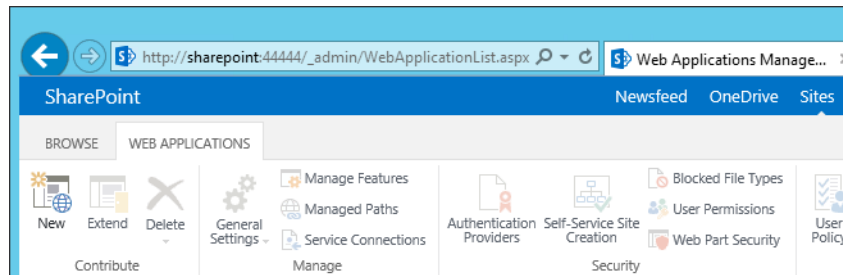 http://sharepoint:44444/_admin/WebApplicationList.aspx
Web Applications Manage...
SharePoint
Newsfeed OneDrive Sites
BROWSE WEB APPLICATIONS
New
Extend
Delete
General
Settings
Manage Features
Managed Paths
Service Connections
Authentication
Providers
Self-Service Site
Creation
Blocked File Types
User Permissions
Web Part Security
User
Policy
Contribute
Manage
Security